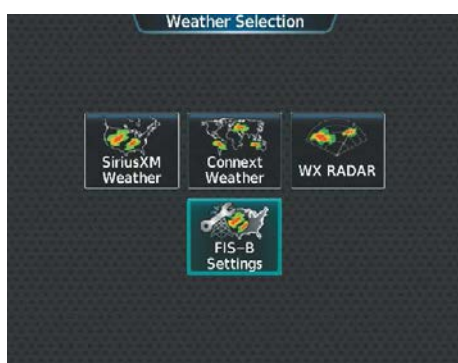 Weather Selection
SiriusXM
Weather
Connext
Weather
WX RADAR
FIS-B
Settings